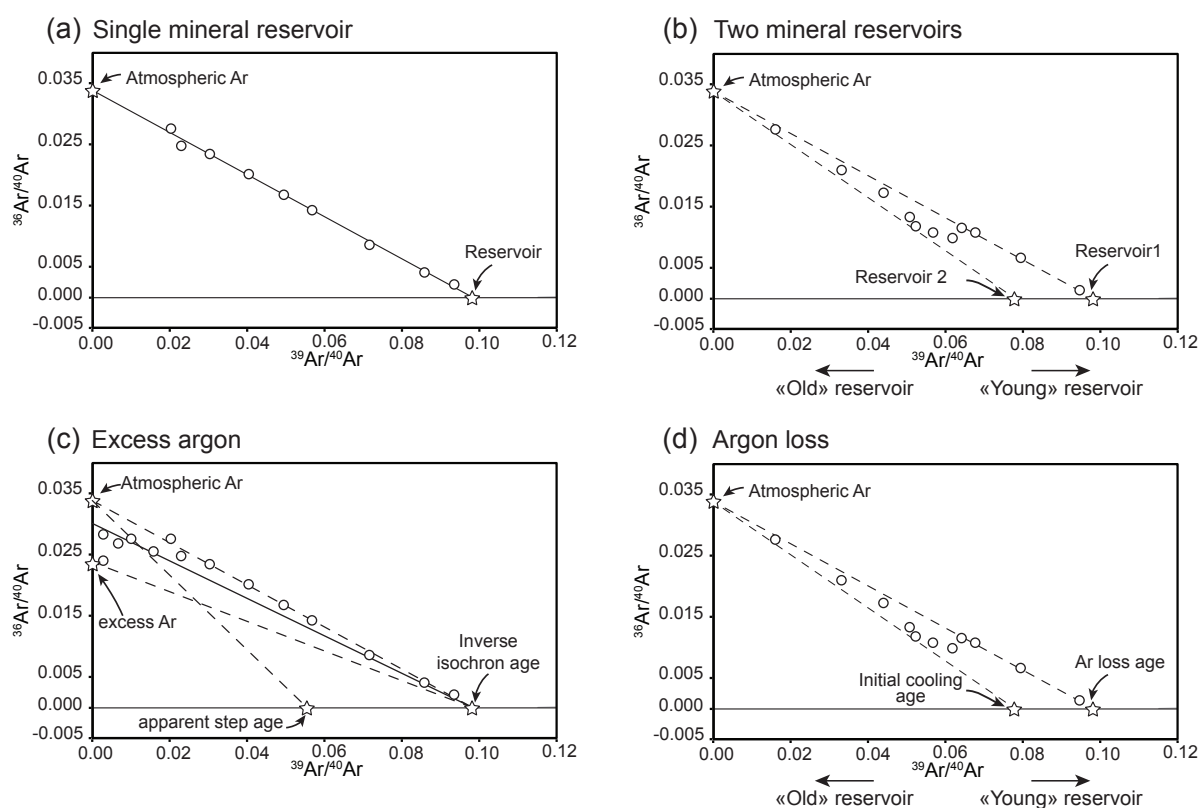 (a) Single mineral reservoir
0.035
0.025
0.015
0.005
0.000
-0.005
³⁶Ar/⁴⁰Ar
Atmospheric Ar
Reservoir
0.00 0.02 0.04 0.06 0.08 0.10 0.12
³⁹Ar/⁴⁰Ar
(b) Two mineral reservoirs
0.035
0.025
0.015
0.005
0.000
-0.005
³⁶Ar/⁴⁰Ar
Atmospheric Ar
Reservoir1
Reservoir 2
0.00 0.02 0.04 0.06 0.08 0.10 0.12
³⁹Ar/⁴⁰Ar
«Old» reservoir «Young» reservoir
(c) Excess argon
0.035
0.025
0.015
0.005
0.000
-0.005
³⁶Ar/⁴⁰Ar
Atmospheric Ar
excess Ar
Inverse
isochron age
apparent step age
0.00 0.02 0.04 0.06 0.08 0.10 0.12
³⁹Ar/⁴⁰Ar
(d) Argon loss
0.035
0.025
0.015
0.005
0.000
-0.005
³⁶Ar/⁴⁰Ar
Atmospheric Ar
Ar loss age
Initial cooling
age
0.00 0.02 0.04 0.06 0.08 0.10 0.12
³⁹Ar/⁴⁰Ar
«Old» reservoir «Young» reservoir